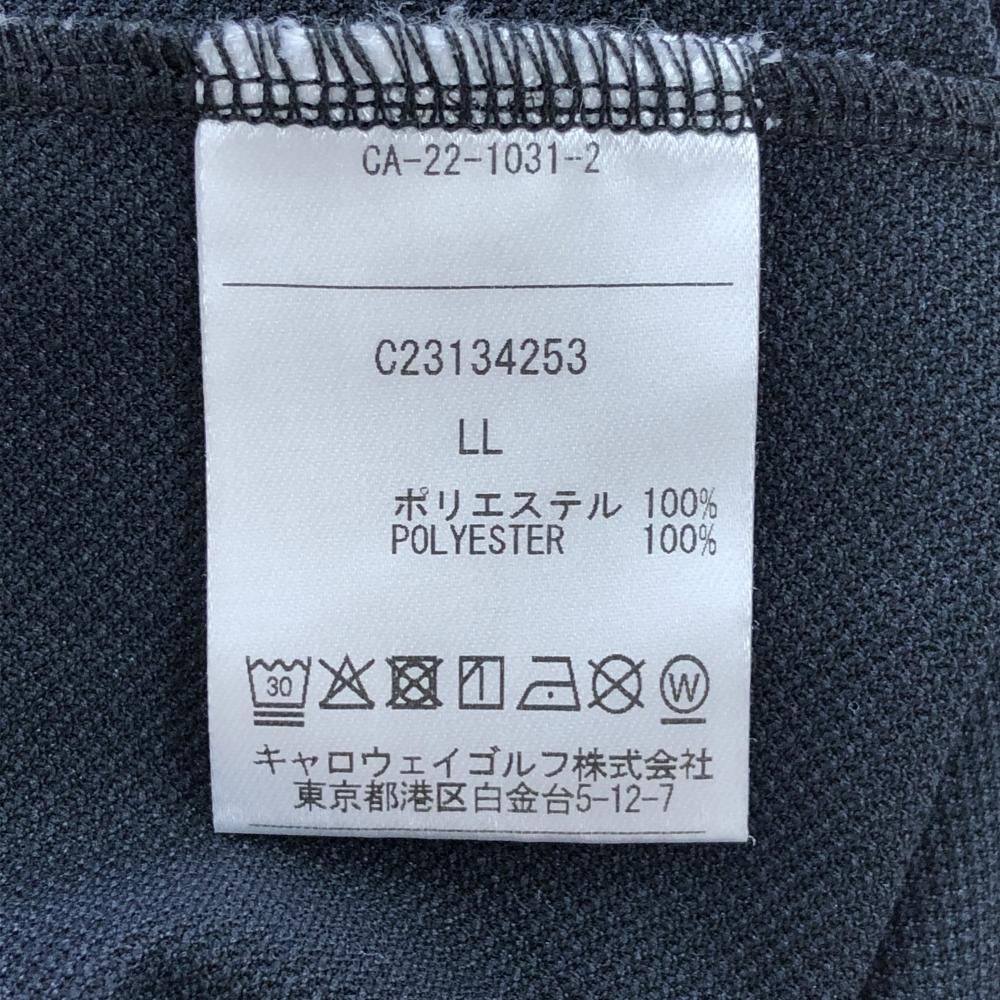 CA-22-1031--2
C23134253
LL
ポリエステル 100%
POLYESTER 100%
30 W
キャロウェイゴルフ株式会社
東京都港区白金台5-12-7